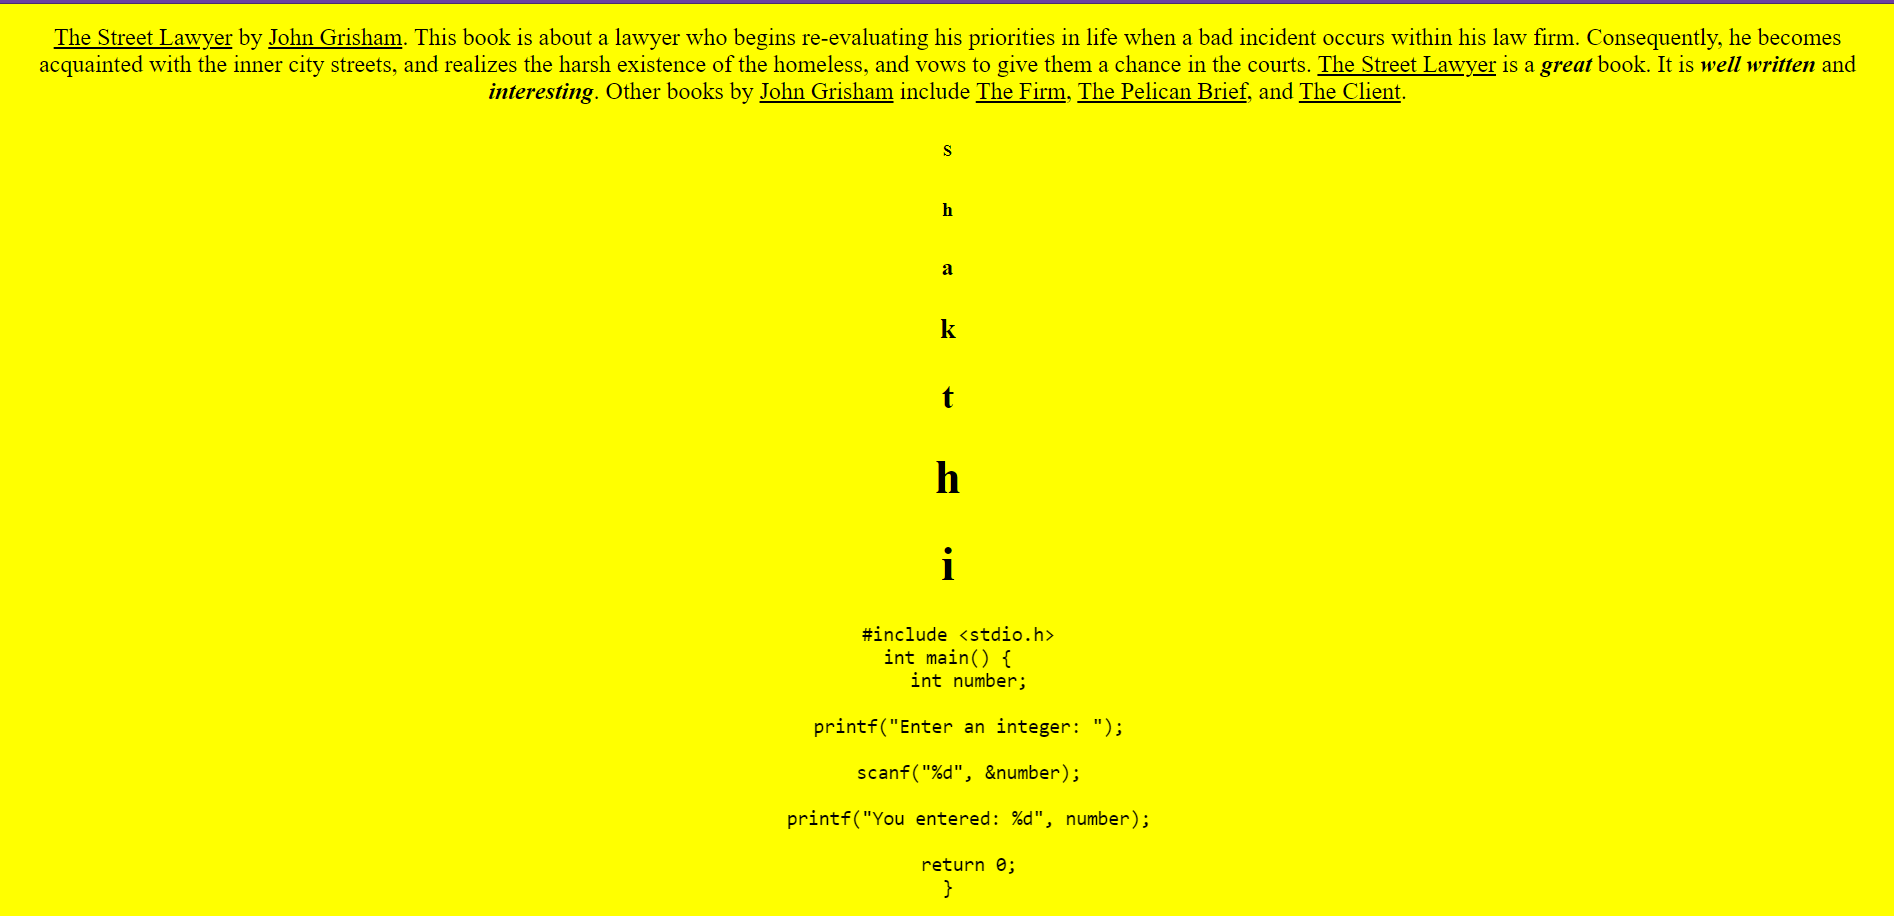 The Street Lawyer by John Grisham. This book is about a lawyer who begins re-evaluating his priorities in life when a bad incident occurs within his law firm. Consequently, he becomes
acquainted with the inner city streets, and realizes the harsh existence of the homeless, and vows to give them a chance in the courts. The Street Lawyer is a great book. It is well written and
interesting. Other books by John Grisham include The Firm, The Pelican Brief, and The Client.
s
h
a
k
t
h
i
#include <stdio.h>
int main() {
int number;
printf("Enter an integer: ");
scanf("%d", &number);
printf("You entered: %d", number);
return 0;
}